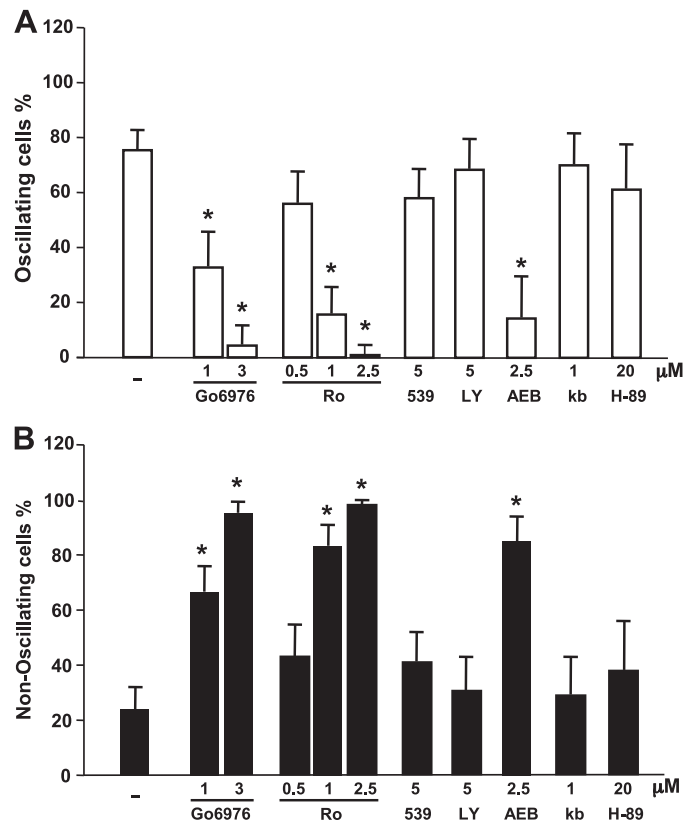 A
Oscillating cells %
120
100
80
60
40
20
0
* * * * *
– 1 3 0.5 1 2.5 5 5 2.5 1 20 μM
Go6976 Ro 539 LY AEB kb H-89
B
Non-Oscillating cells %
120
100
80
60
40
20
0
* * * * *
– 1 3 0.5 1 2.5 5 5 2.5 1 20 μM
Go6976 Ro 539 LY AEB kb H-89